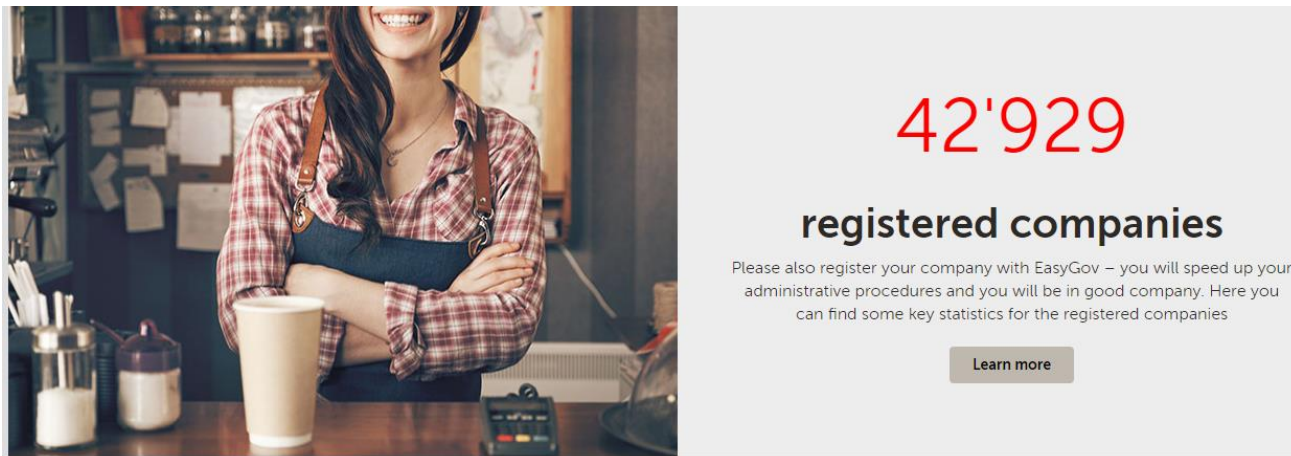 42'929
registered companies
Please also register your company with EasyGov – you will speed up your
administrative procedures and you will be in good company. Here you
can find some key statistics for the registered companies
Learn more